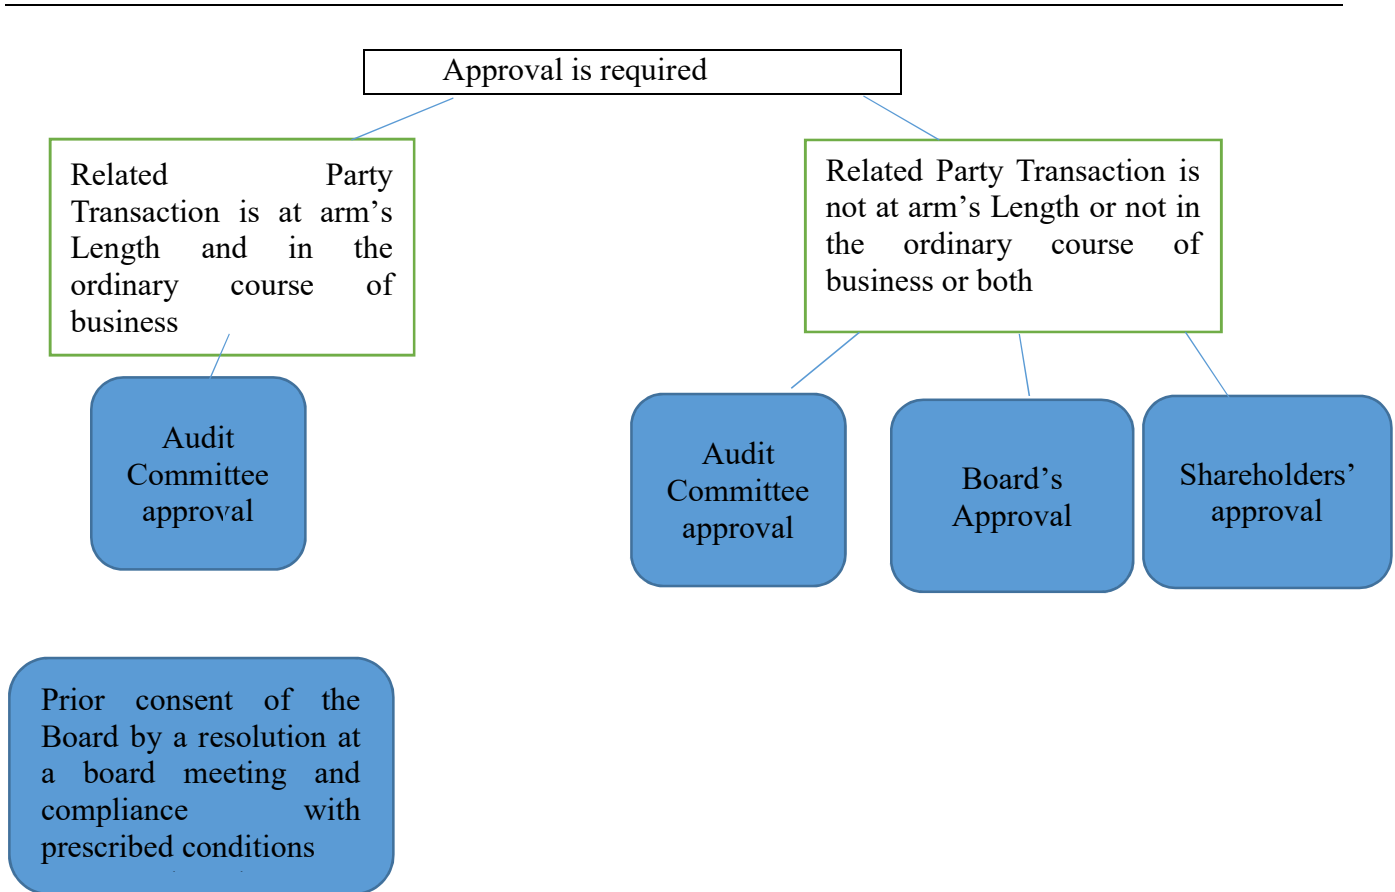 Approval is required
Related Party
Transaction is at arm's
Length and in the
ordinary course of
business
Related Party Transaction is
not at arm's Length or not in
the ordinary course of
business or both
Audit
Committee
approval
Audit
Committee
approval
Board's
Approval
Shareholders'
approval
Prior consent of the
Board by a resolution at
a board meeting and
compliance with
prescribed conditions